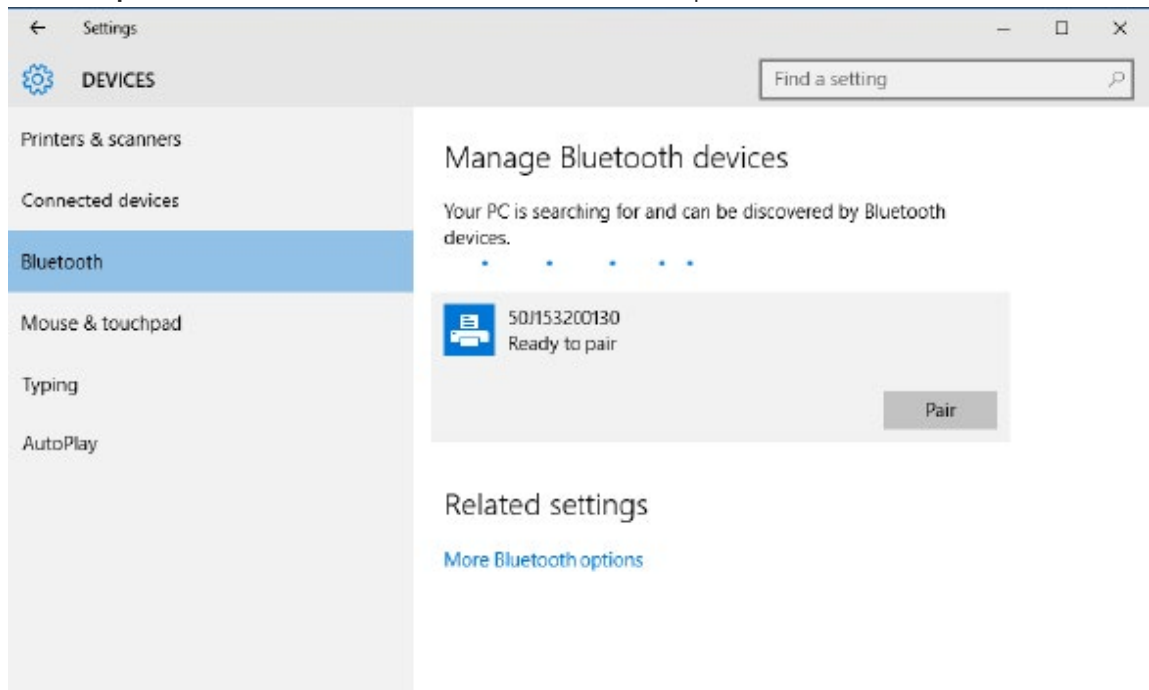 Settings
DEVICES
Find a setting
Printers & scanners
Connected devices
Bluetooth
Mouse & touchpad
Typing
AutoPlay
Manage Bluetooth devices
Your PC is searching for and can be discovered by Bluetooth
devices.
50J153200130
Ready to pair
Pair
Related settings
More Bluetooth options